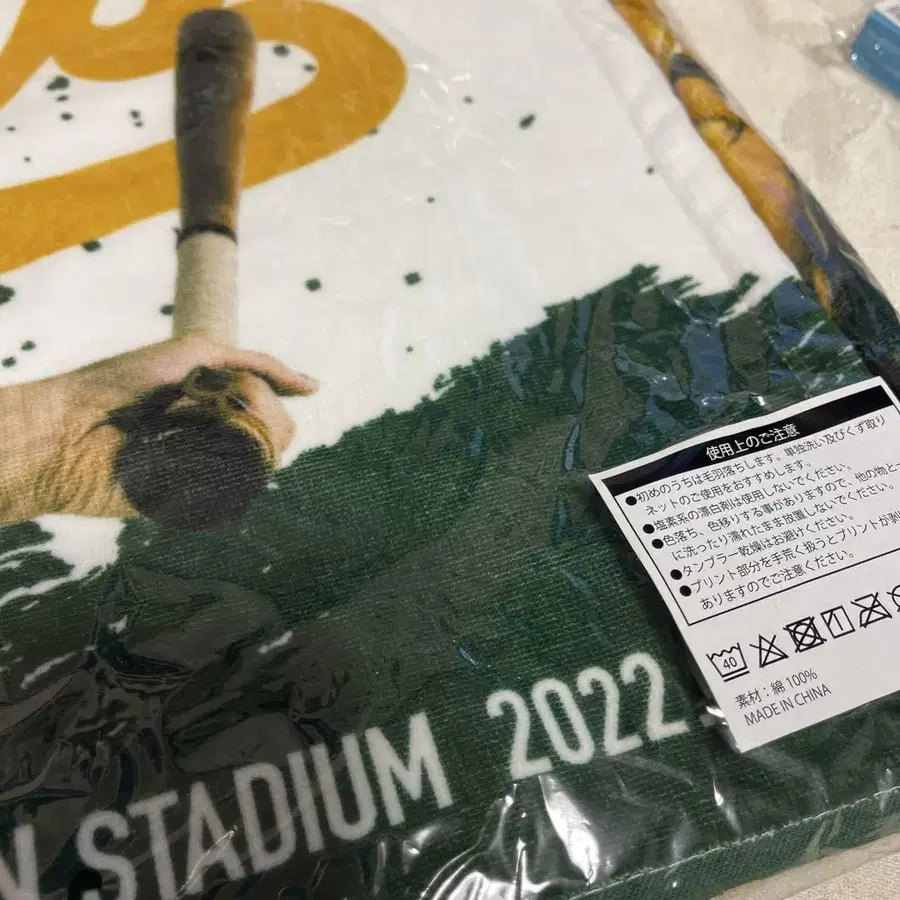 使用上のご注意
●初めのうちは毛羽落ちします。単独洗い及びくず取り
ネットのご使用をおすすめします。
●塩素系の漂白剤は使用しないでください。
●色落ち、色移りする事がありますので、他の物と一
に洗ったり濡れたまま放置しないでください。
●タンブラー乾燥はお避けください。
●プリント部分を手荒く扱うとプリントが剥
ありますのでご注意ください。
40
素材：綿100%
MADE IN CHINA
STADIUM 2022